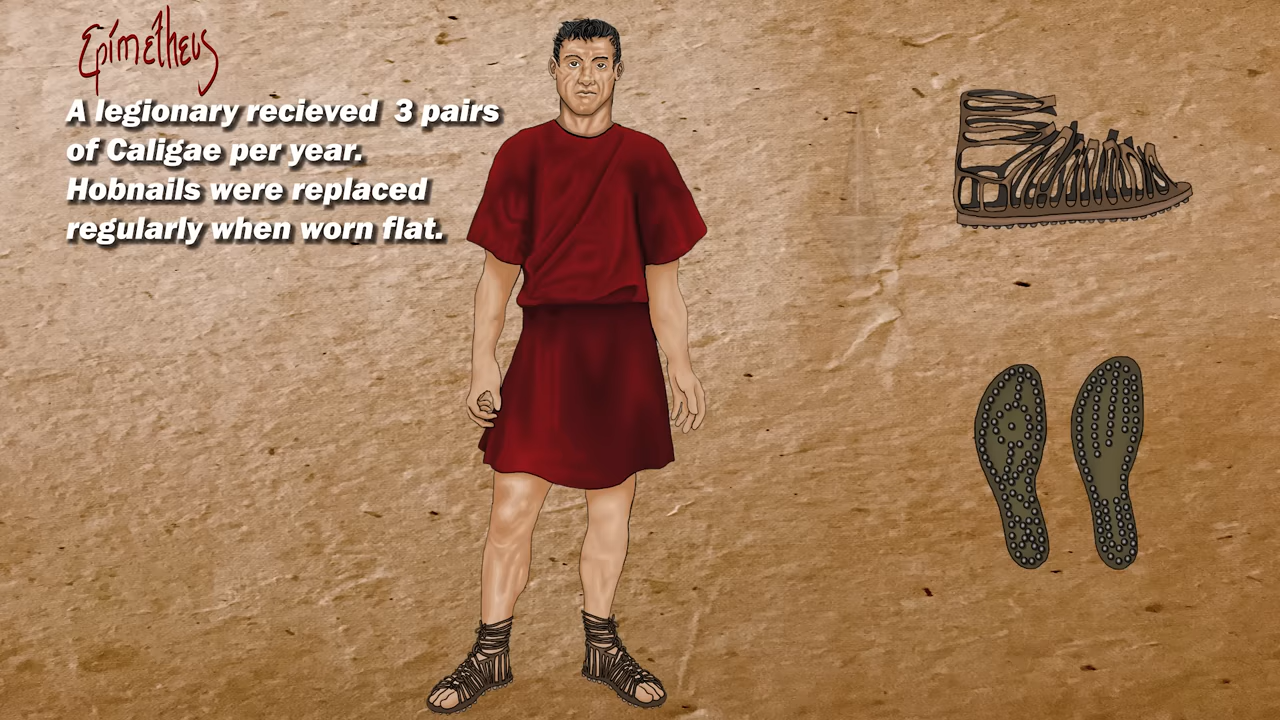 Epimetheus
A legionary recieved 3 pairs
of Caligae per year.
Hobnails were replaced
regularly when worn flat.